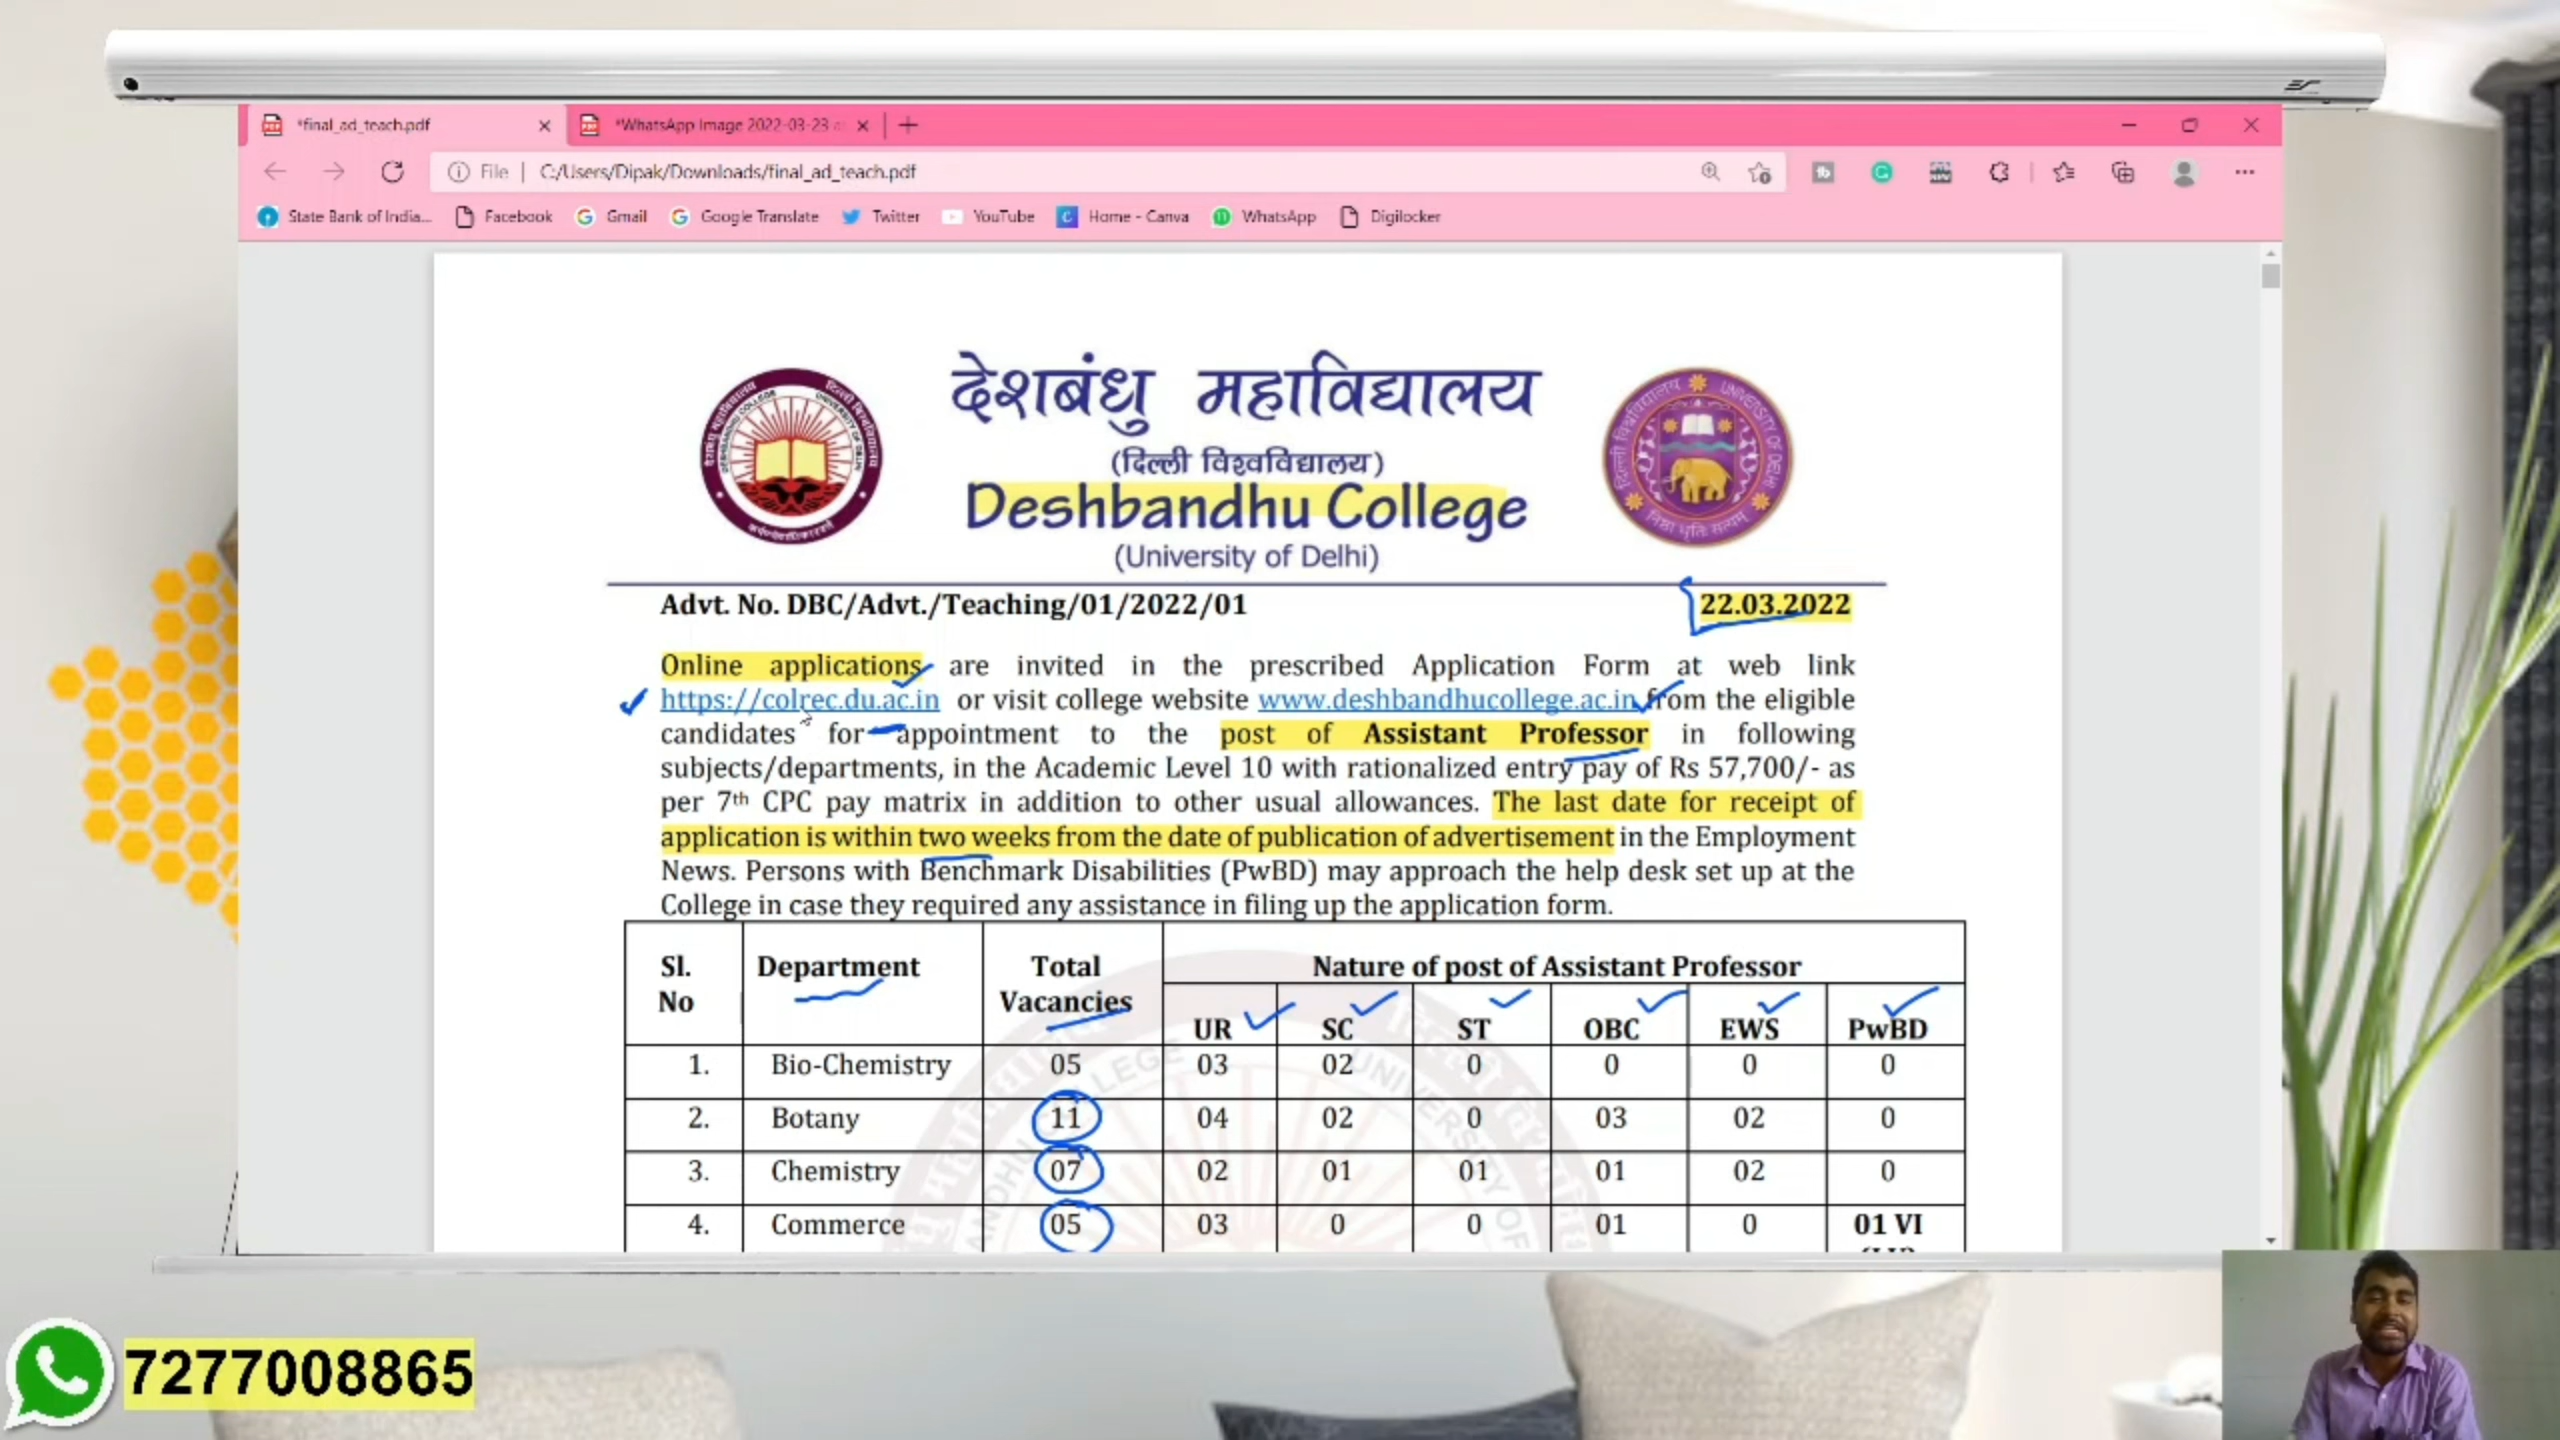 *final_ad_teach.pdf
*WhatsApp Image 2022-03-23
File | C:/Users/Dipak/Downloads/final_ad_teach.pdf
State Bank of India... Facebook Gmail Google Translate Twitter YouTube Home - Canva WhatsApp Digilocker
देशबंधु महाविद्यालय
(दिल्ली विश्वविद्यालय)
Deshbandhu College
(University of Delhi)
Advt. No. DBC/Advt./Teaching/01/2022/01 22.03.2022
Online applications are invited in the prescribed Application Form at web link
https://colrec.du.ac.in or visit college website www.deshbandhucollege.ac.in from the eligible
candidates for appointment to the post of Assistant Professor in following
subjects/departments, in the Academic Level 10 with rationalized entry pay of Rs 57,700/- as
per 7th CPC pay matrix in addition to other usual allowances. The last date for receipt of
application is within two weeks from the date of publication of advertisement in the Employment
News. Persons with Benchmark Disabilities (PwBD) may approach the help desk set up at the
College in case they required any assistance in filing up the application form.
Sl. No Department Total Vacancies Nature of post of Assistant Professor
UR SC ST OBC EWS PwBD
1. Bio-Chemistry 05 03 02 0 0 0 0
2. Botany 11 04 02 0 03 02 0
3. Chemistry 07 02 01 01 01 02 0
4. Commerce 05 03 0 0 01 0 01 VI
7277008865